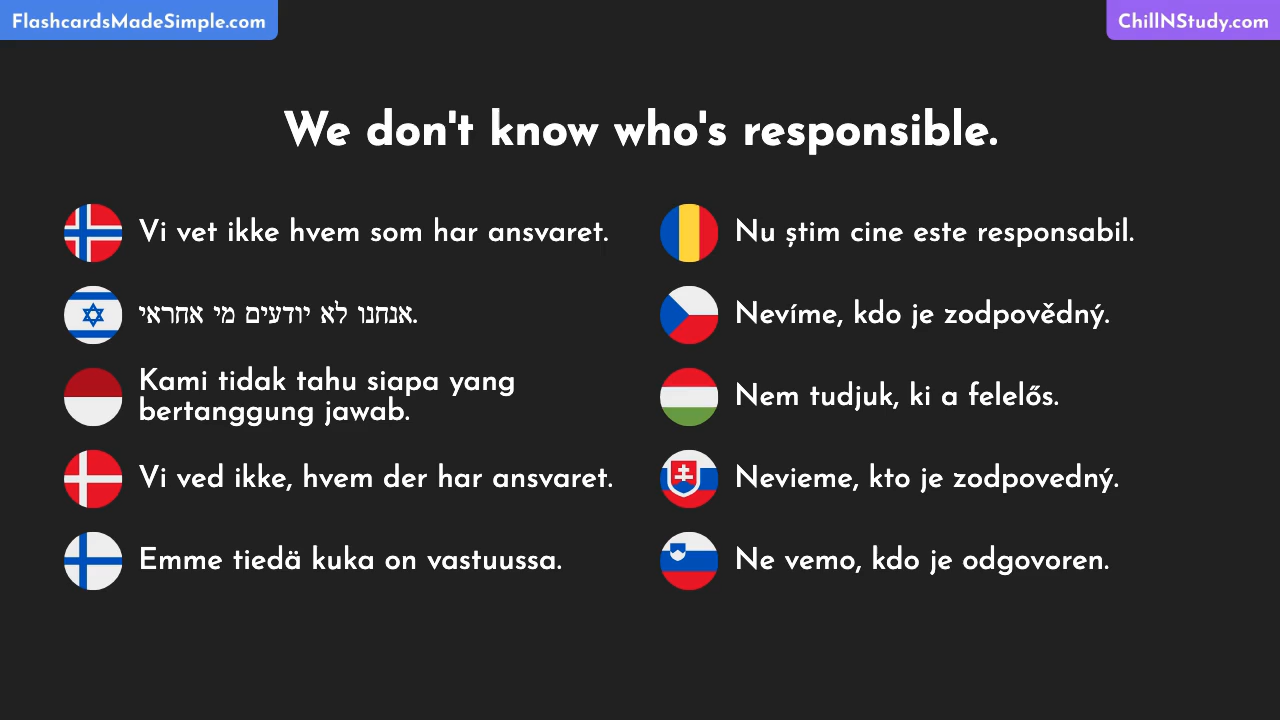 FlashcardsMadeSimple.com
ChillNStudy.com
We don't know who's responsible.
Vi vet ikke hvem som har ansvaret.
אנחנו לא יודעים מי אחראי.
Kami tidak tahu siapa yang
bertanggung jawab.
Vi ved ikke, hvem der har ansvaret.
Emme tiedä kuka on vastuussa.
Nu știm cine este responsabil.
Nevíme, kdo je zodpovědný.
Nem tudjuk, ki a felelős.
Nevieme, kto je zodpovedný.
Ne vemo, kdo je odgovoren.